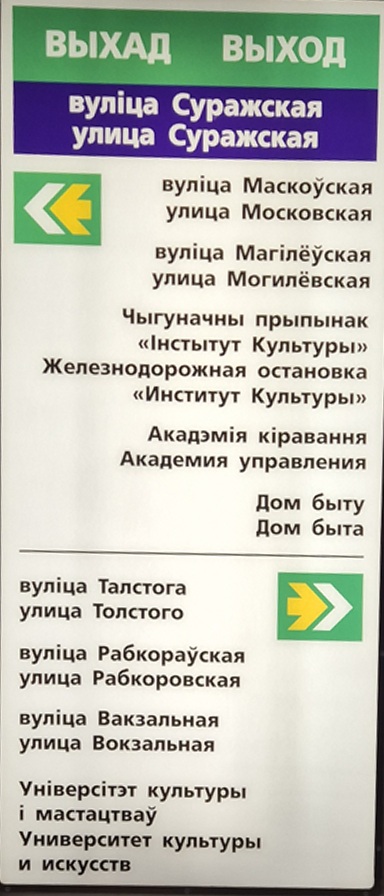 ВЫХАД ВЫХОД
вуліца Суражская
улица Суражская
вуліца Маскоўская
улица Московская
вуліца Магілёўская
улица Могилёвская
Чыгуначны прыпынак
«Інстытут Культуры»
Железнодорожная остановка
«Институт Культуры»
Акадэмія кіравання
Академия управления
Дом быту
Дом быта
вуліца Талстога
улица Толстого
вуліца Рабкораўская
улица Рабкоровская
вуліца Вакзальная
улица Вокзальная
Універсітэт культуры
і мастацтваў
Университет культуры
и искусств